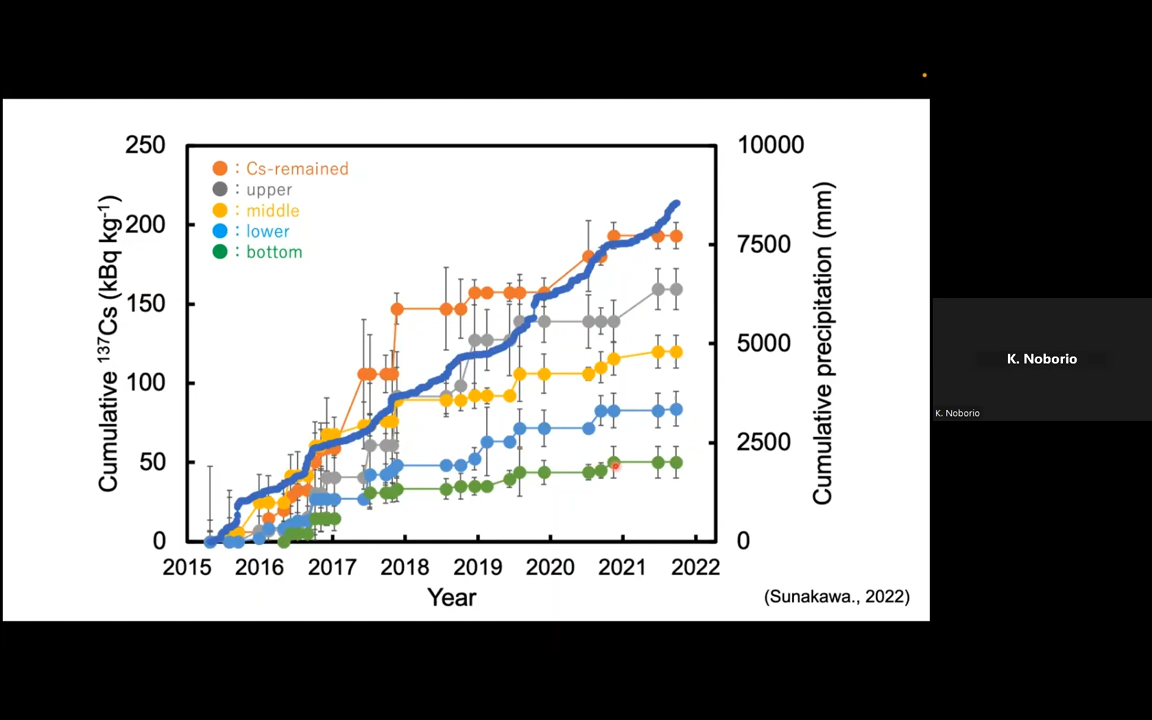 250
200
150
100
50
0
Cumulative ¹³⁷Cs (kBq kg⁻¹)
: Cs-remained
: upper
: middle
: lower
: bottom
10000
7500
5000
2500
0
Cumulative precipitation (mm)
2015 2016 2017 2018 2019 2020 2021 2022
Year
(Sunakawa., 2022)
K. Noborio
K. Noborio